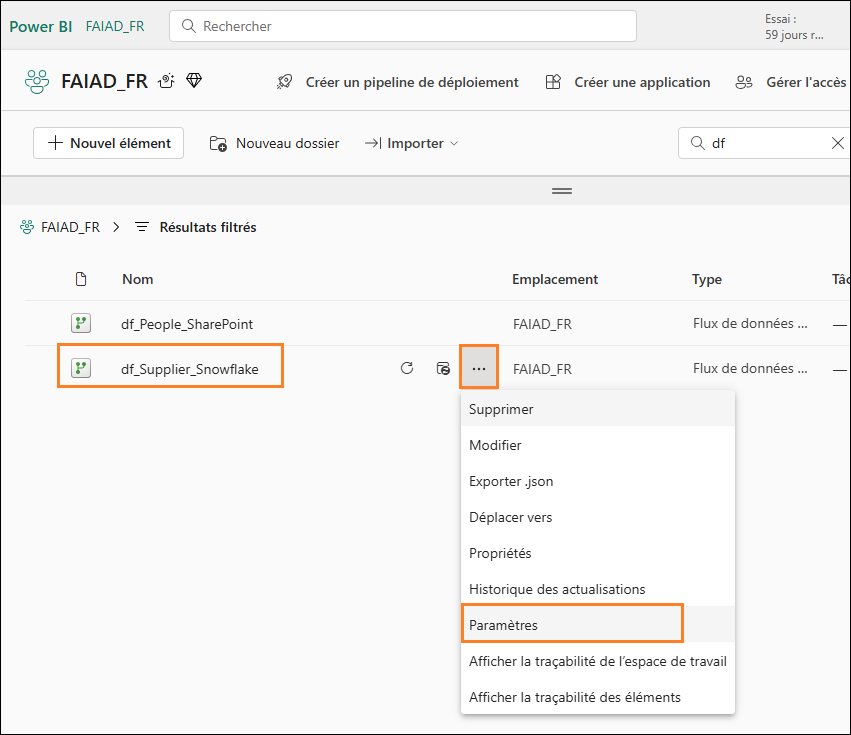 Power BI FAIAD_FR Rechercher Essai :
59 jours r...
FAIAD_FR Créer un pipeline de déploiement Créer une application Gérer l'accès
Nouvel élément Nouveau dossier Importer df
FAIAD_FR Résultats filtrés
Nom Emplacement Type Tâc
df_People_SharePoint FAIAD_FR Flux de données ... —
df_Supplier_Snowflake ... FAIAD_FR Flux de données ... —
Supprimer
Modifier
Exporter .json
Déplacer vers
Propriétés
Historique des actualisations
Paramètres
Afficher la traçabilité de l’espace de travail
Afficher la traçabilité des éléments